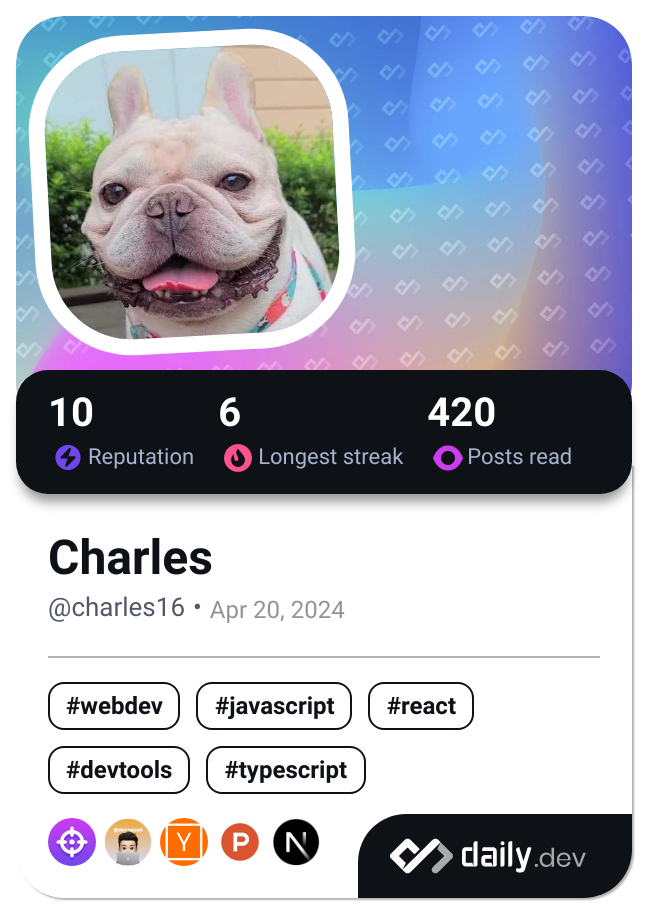 10 6 420
Reputation Longest streak Posts read
Charles
@charles16 • Apr 20, 2024
#webdev #javascript #react
#devtools #typescript
Y P N
daily.dev